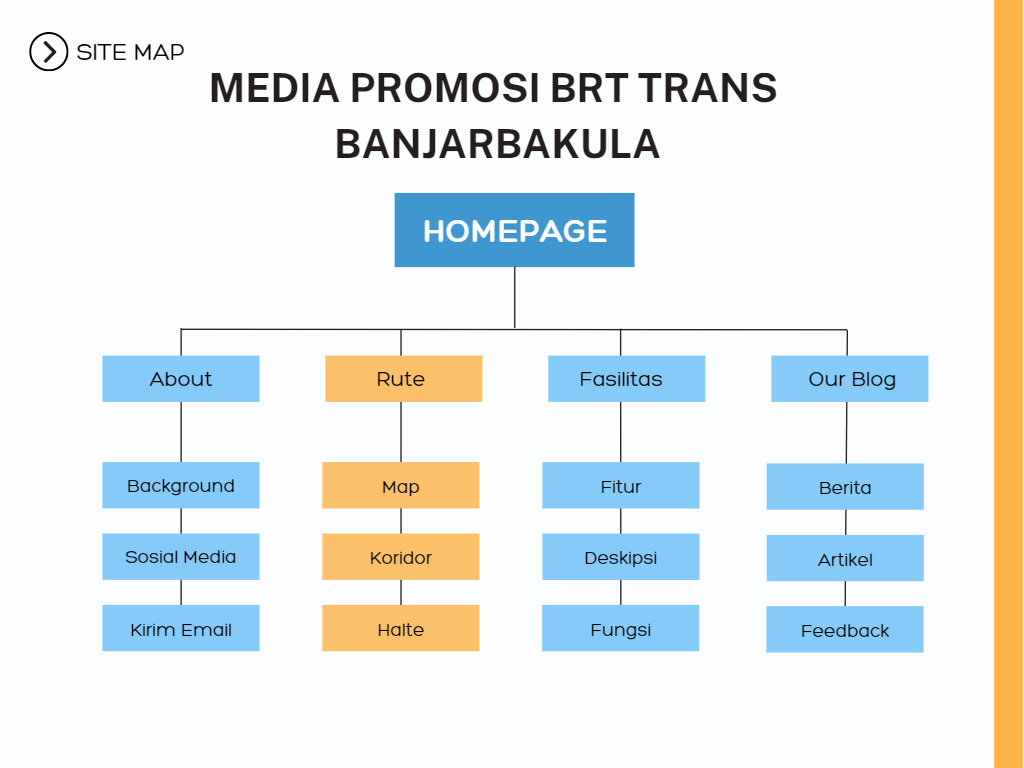 SITE MAP
MEDIA PROMOSI BRT TRANS
BANJARBAKULA
HOMEPAGE
About
Rute
Fasilitas
Our Blog
Background
Map
Fitur
Berita
Sosial Media
Koridor
Deskipsi
Artikel
Kirim Email
Halte
Fungsi
Feedback